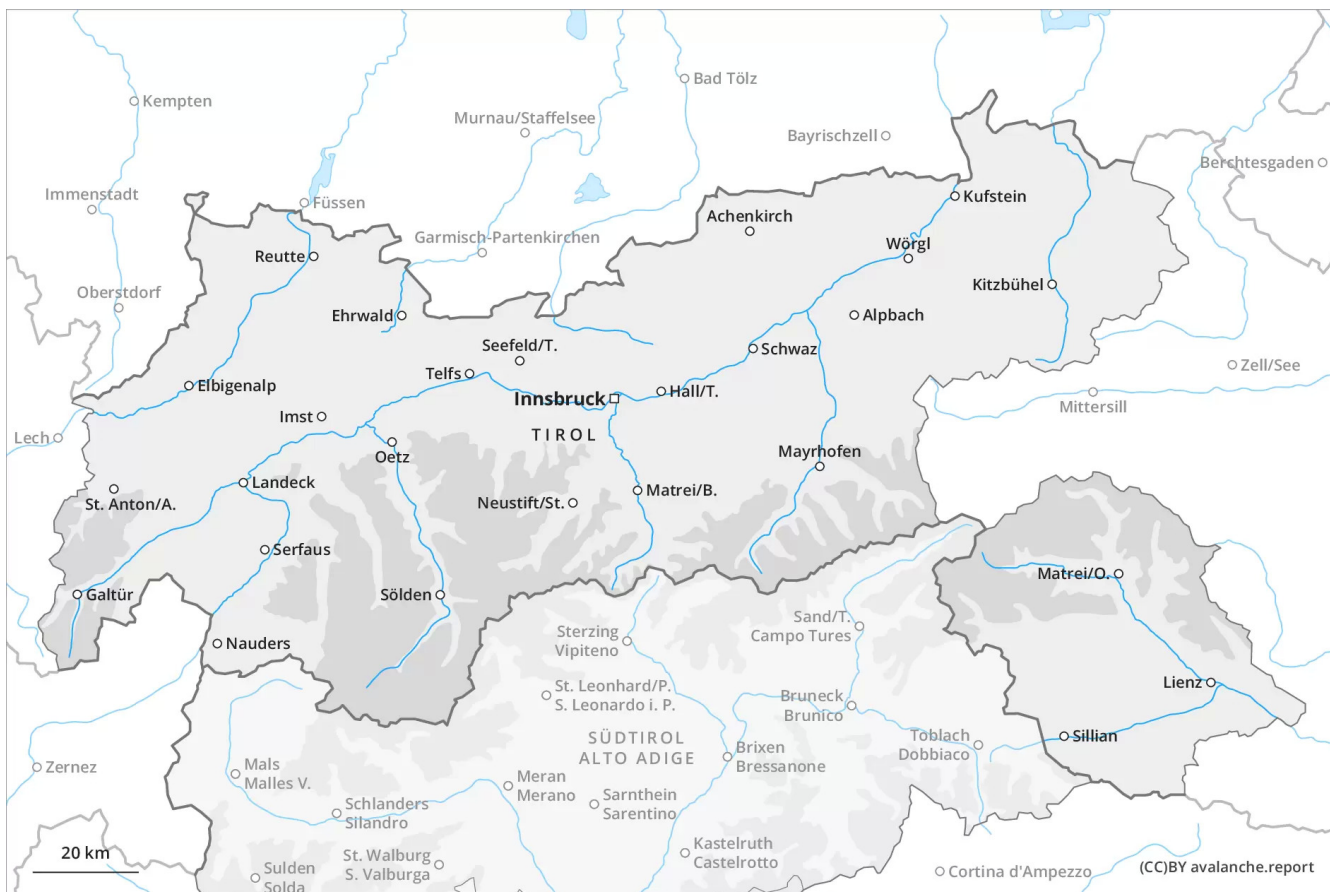 Bad Tölz
Kempten
Murnau/Staffelsee
Bayrischzell
Berchtesgaden
Immenstadt
Füssen
Kufstein
Achenkirch
Garmisch-Partenkirchen
Wörgl
Reutte
Kitzbühel
Oberstdorf
Ehrwald
Alpbach
Seefeld/T.
Schwaz
Telfs
Zell/See
Elbigenalp
Hall/T.
Innsbruck
Mittersill
Imst
Lech
TIROL
Oetz
Mayrhofen
Landeck
Matrei/B.
St. Anton/A.
Neustift/St.
Serfaus
Matrei/O.
Galtür
Sölden
Sand/T.
Campo Tures
Sterzing
Vipiteno
Nauders
Lienz
St. Leonhard/P.
S. Leonardo i. P.
Bruneck
Brunico
SÜDTIROL
ALTO ADIGE
Toblach
Dobbiaco
Sillian
Brixen
Bressanone
Zernez
Mals
Malles V.
Meran
Merano
Schlanders
Silandro
Sarnthein
Sarentino
Kastelruth
Castelrotto
20 km
St. Walburg
S. Valburga
Sulden
Solda
Cortina d'Ampezzo
(CC)BY avalanche.report